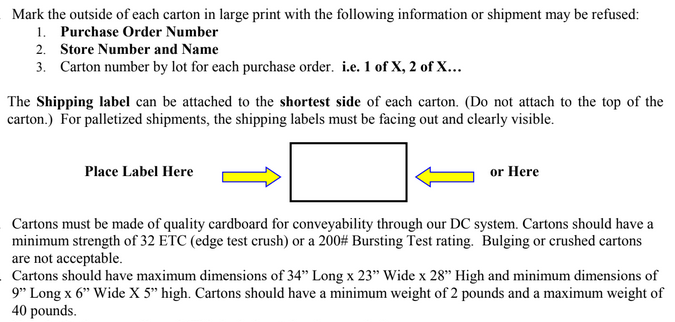 Mark the outside of each carton in large print with the following information or shipment may be refused:
1. Purchase Order Number
2. Store Number and Name
3. Carton number by lot for each purchase order. i.e. 1 of X, 2 of X…
The Shipping label can be attached to the shortest side of each carton. (Do not attach to the top of the
carton.) For palletized shipments, the shipping labels must be facing out and clearly visible.
Place Label Here or Here
Cartons must be made of quality cardboard for conveyability through our DC system. Cartons should have a
minimum strength of 32 ETC (edge test crush) or a 200# Bursting Test rating. Bulging or crushed cartons
are not acceptable.
Cartons should have maximum dimensions of 34” Long x 23” Wide x 28” High and minimum dimensions of
9” Long x 6” Wide X 5” high. Cartons should have a minimum weight of 2 pounds and a maximum weight of
40 pounds.